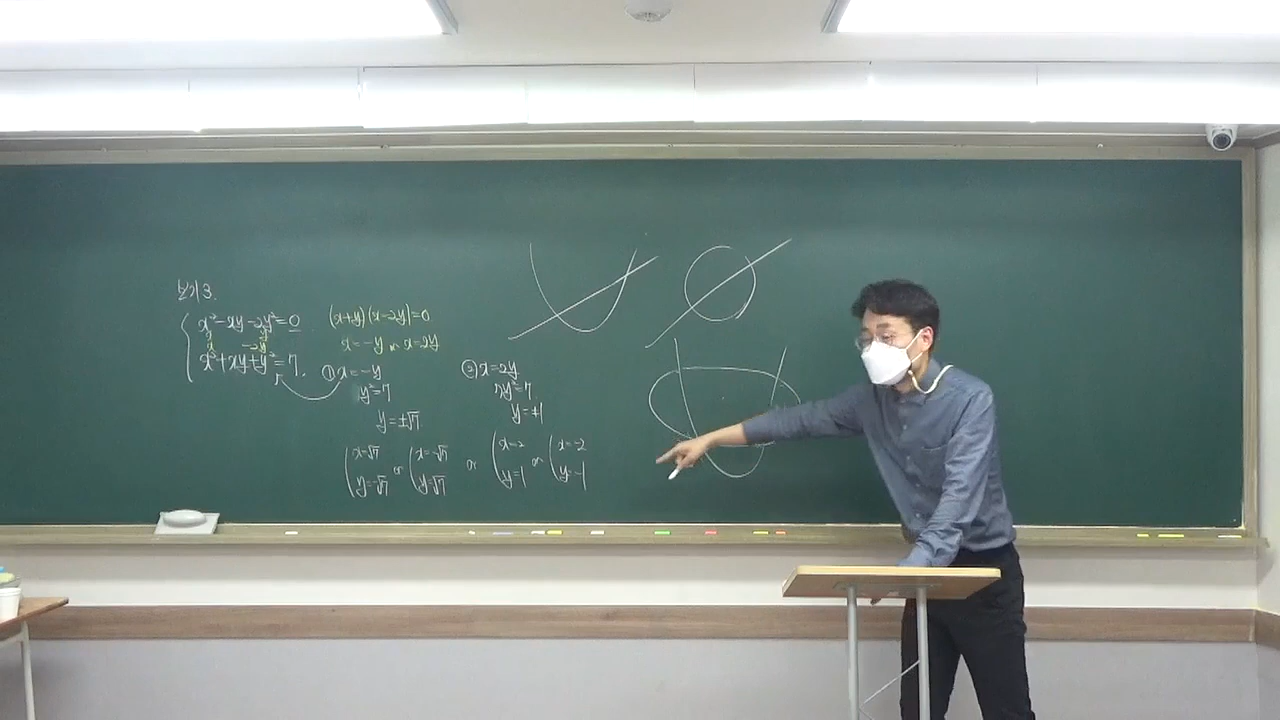 보기3.
x²-xy-2y²=0
x y
x -2y
x²+xy+y²=7.
(x+y)(x-2y)=0
x=-y or x=2y
① x=-y
y²=7
y=±√7.
② x=2y
7y²=7
y=±1
x=√7 or x=-√7 or x=2 or x=-2
y=-√7 y=√7 y=1 y=-1